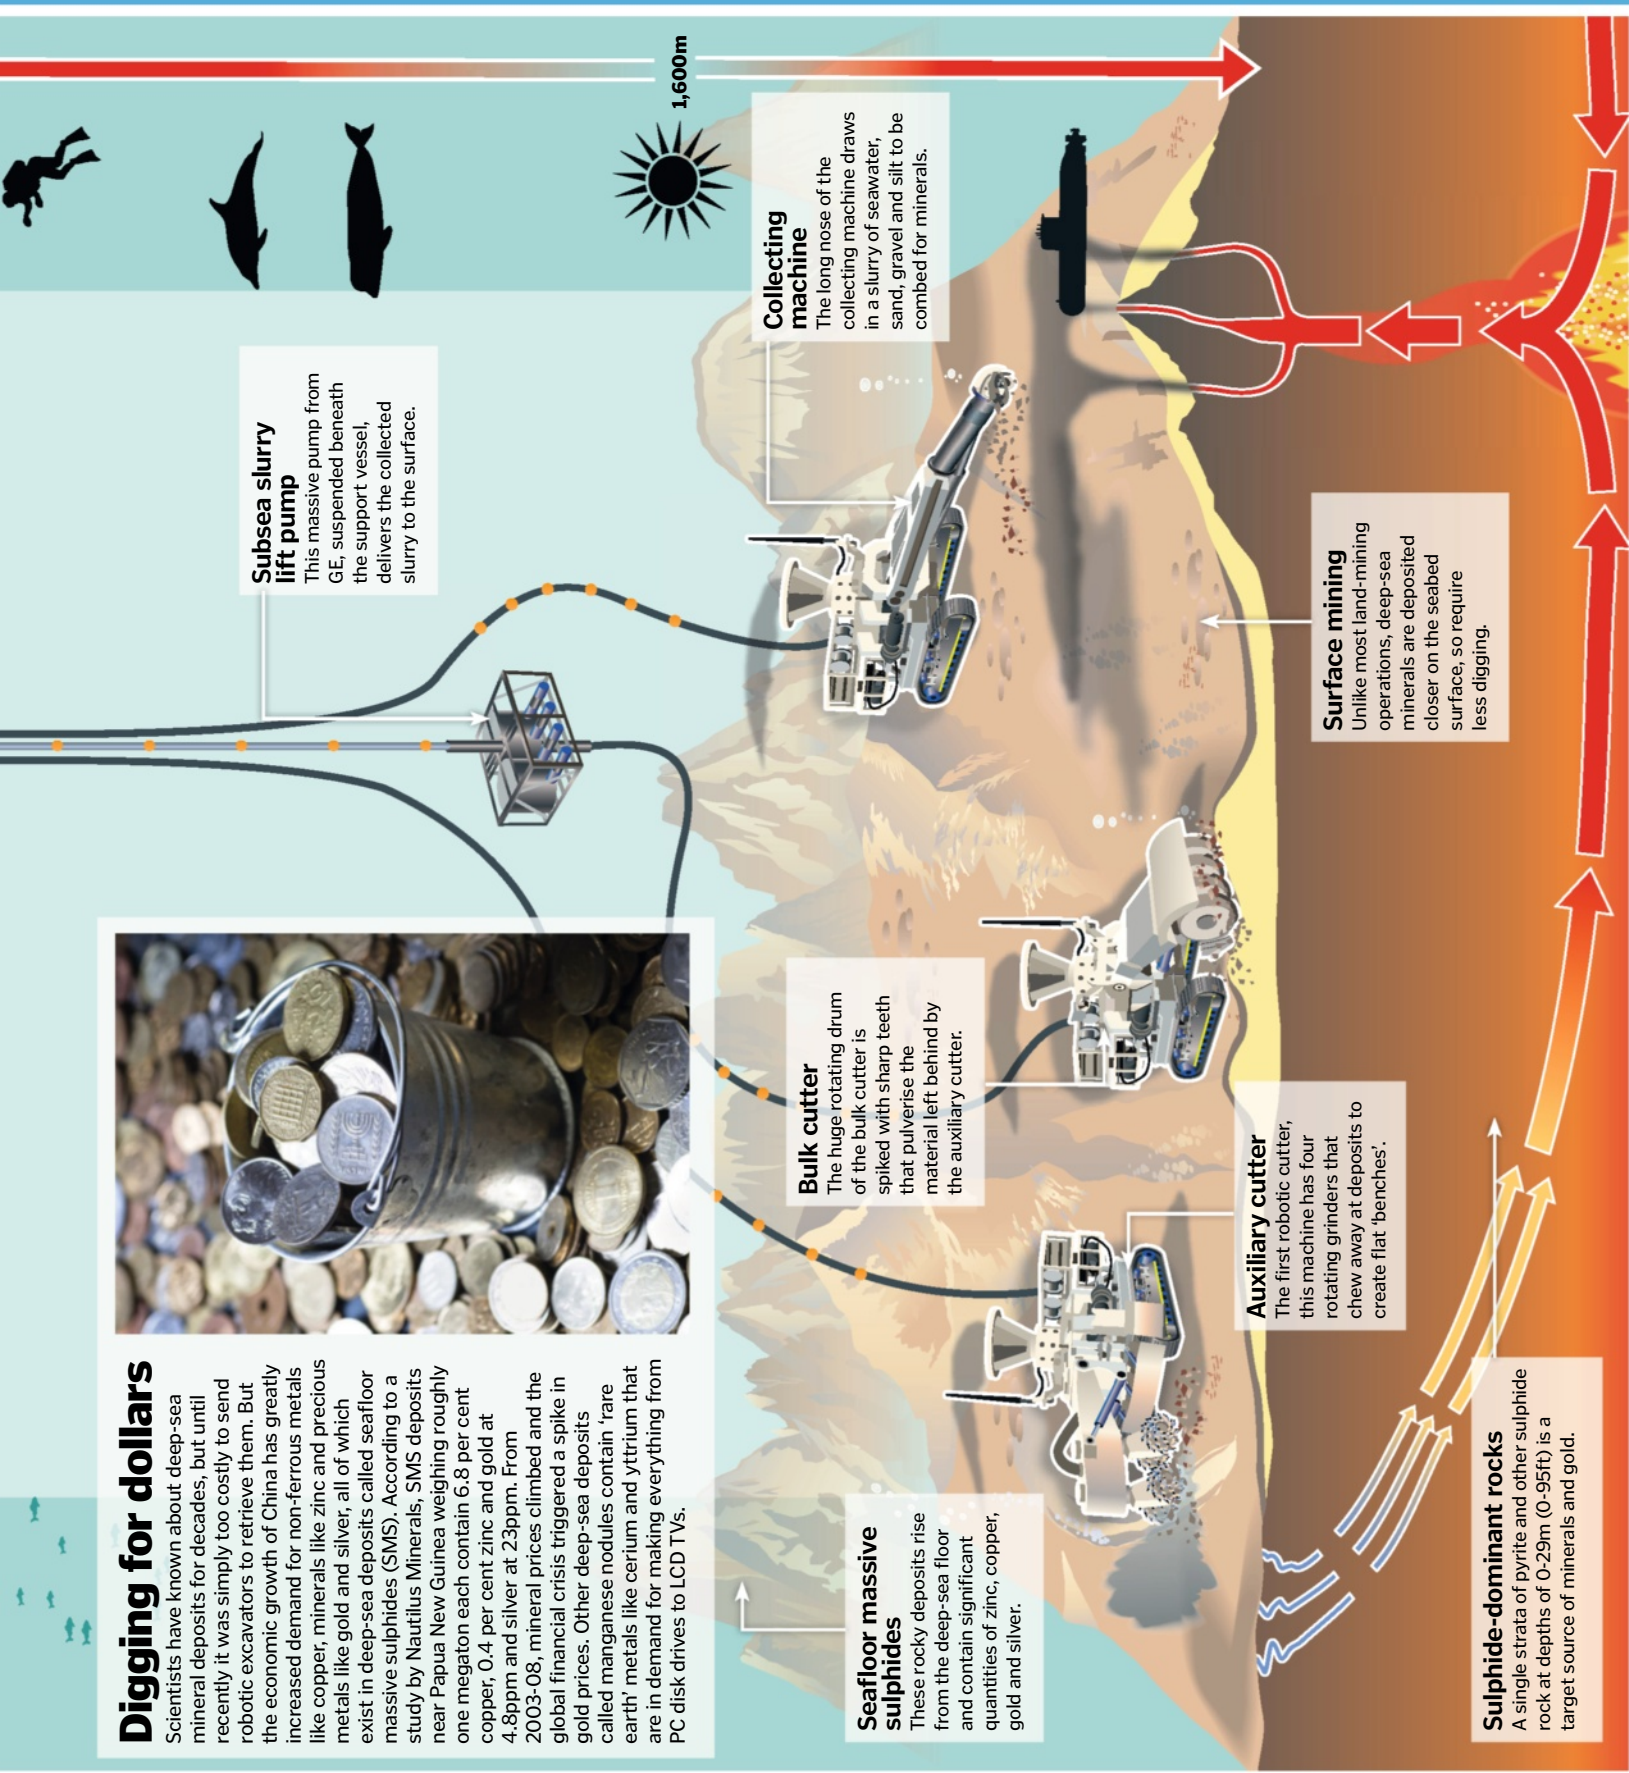 Digging for dollars
Scientists have known about deep-sea
mineral deposits for decades, but until
recently it was simply too costly to send
robotic excavators to retrieve them. But
the economic growth of China has greatly
increased demand for non-ferrous metals
like copper, minerals like zinc and precious
metals like gold and silver, all of which
exist in deep-sea deposits called seafloor
massive sulphides (SMS). According to a
study by Nautilus Minerals, SMS deposits
near Papua New Guinea weighing roughly
one megaton each contain 6.8 per cent
copper, 0.4 per cent zinc and gold at
4.8ppm and silver at 23ppm. From
2003-08, mineral prices climbed and the
global financial crisis triggered a spike in
gold prices. Other deep-sea deposits
called manganese nodules contain ‘rare
earth’ metals like cerium and yttrium that
are in demand for making everything from
PC disk drives to LCD TVs.
Subsea slurry
lift pump
This massive pump from
GE, suspended beneath
the support vessel,
delivers the collected
slurry to the surface.
1,600m
Collecting
machine
The long nose of the
collecting machine draws
in a slurry of seawater,
sand, gravel and silt to be
combed for minerals.
Bulk cutter
The huge rotating drum
of the bulk cutter is
spiked with sharp teeth
that pulverise the
material left behind by
the auxiliary cutter.
Seafloor massive
sulphides
These rocky deposits rise
from the deep-sea floor
and contain significant
quantities of zinc, copper,
gold and silver.
Auxiliary cutter
The first robotic cutter,
this machine has four
rotating grinders that
chew away at deposits to
create flat ‘benches’.
Surface mining
Unlike most land-mining
operations, deep-sea
minerals are deposited
closer on the seabed
surface, so require
less digging.
Sulphide-dominant rocks
A single strata of pyrite and other sulphide
rock at depths of 0-29m (0-95ft) is a
target source of minerals and gold.